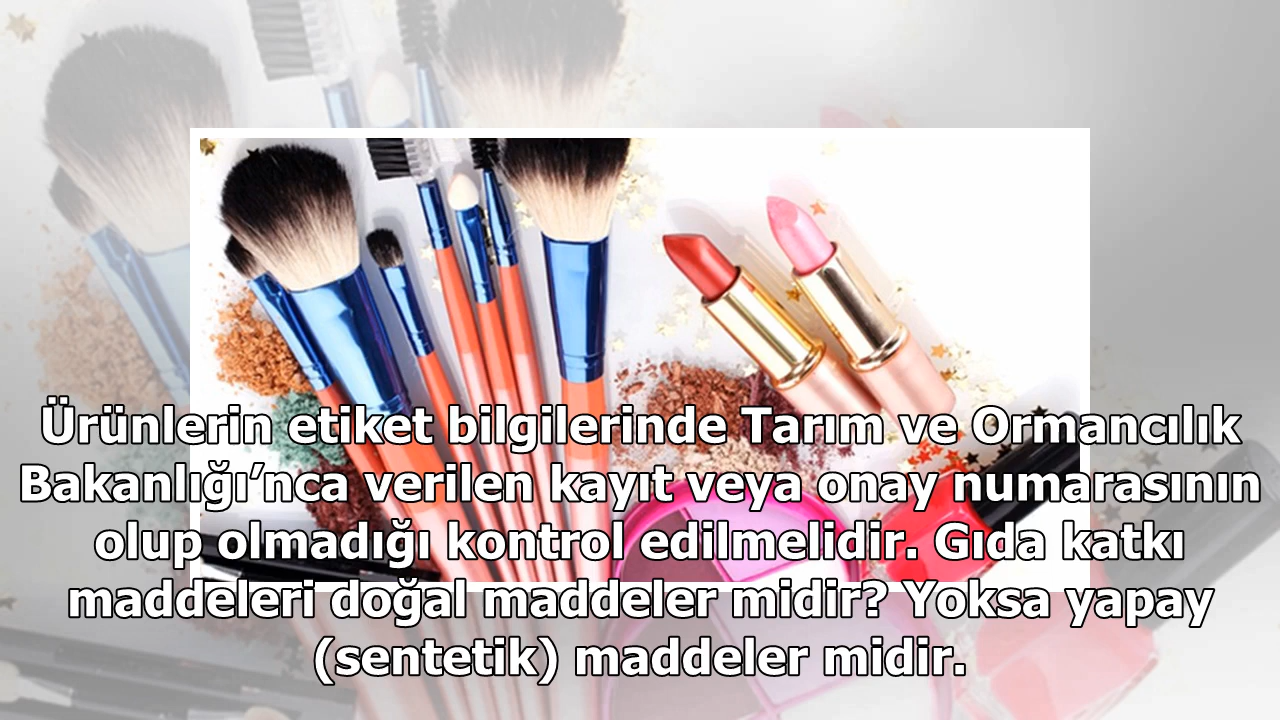 Ürünlerin etiket bilgilerinde Tarım ve Ormancılık
Bakanlığı’nca verilen kayıt veya onay numarasının
olup olmadığı kontrol edilmelidir. Gıda katkı
maddeleri doğal maddeler midir? Yoksa yapay
(sentetik) maddeler midir.